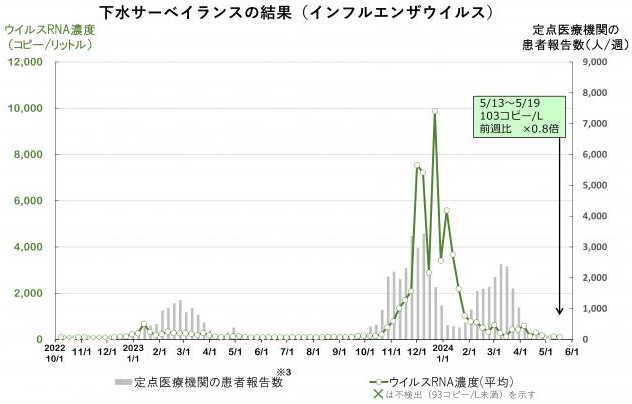 下水サーベイランスの結果（インフルエンザウイルス）
ウイルスRNA濃度
（コピー/リットル）
定点医療機関の
患者報告数（人/週）
12,000
10,000
8,000
6,000
4,000
2,000
0
9,000
8,000
7,000
6,000
5,000
4,000
3,000
2,000
1,000
0
5/13～5/19
103コピー/L
前週比 ×0.8倍
2022 2023 2024
10/1 11/1 12/1 1/1 2/1 3/1 4/1 5/1 6/1 7/1 8/1 9/1 10/1 11/1 12/1 1/1 2/1 3/1 4/1 5/1 6/1
※3
定点医療機関の患者報告数
ウイルスRNA濃度(平均)
×は不検出（93コピー/L未満）を示す